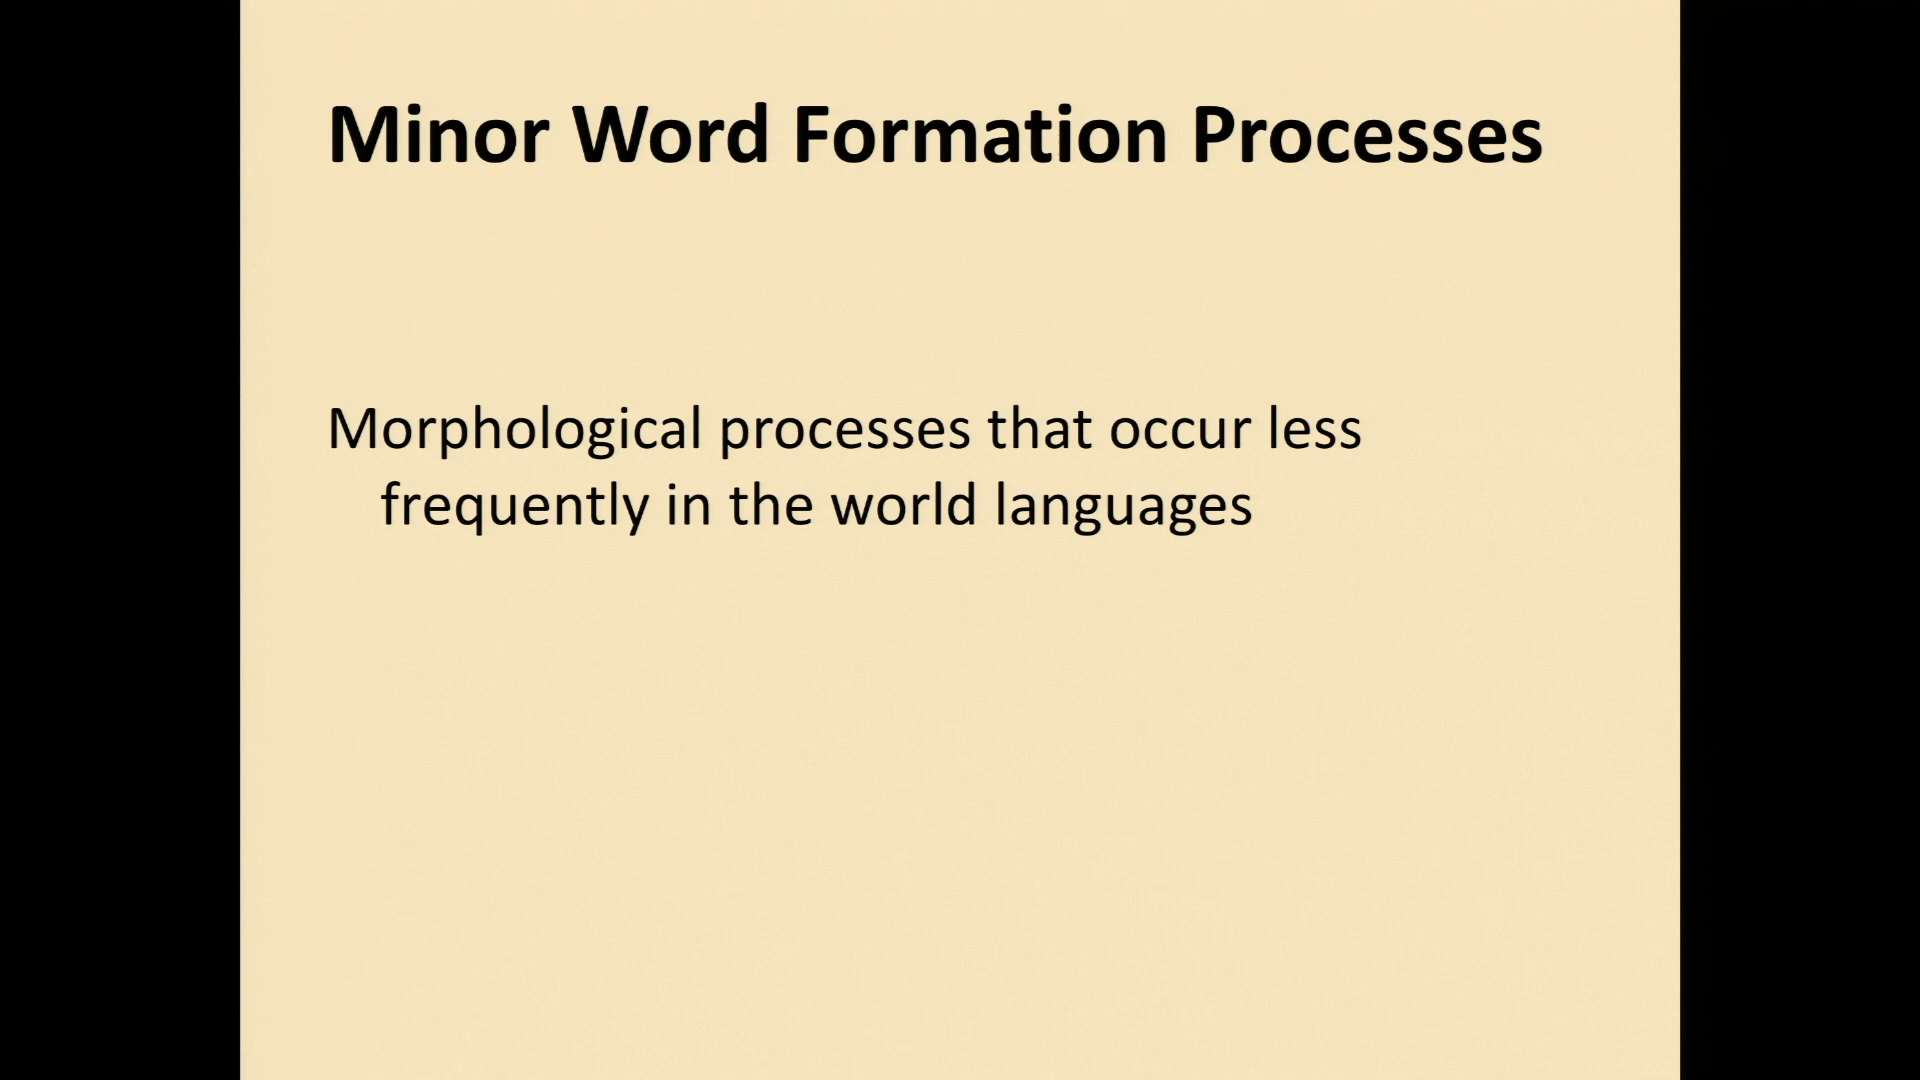 Minor Word Formation Processes
Morphological processes that occur less
frequently in the world languages